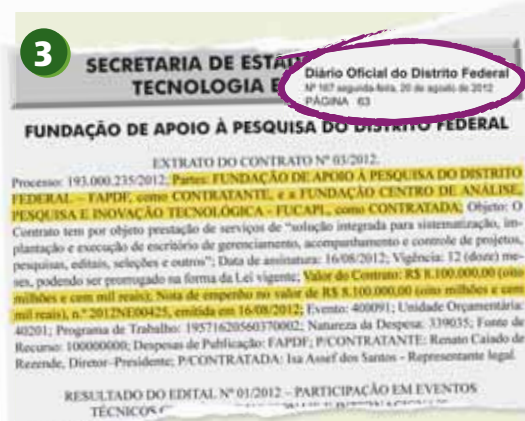 3
SECRETARIA DE ESTAD
TECNOLOGIA E
Diário Oficial do Distrito Federal
Nº 167 segunda-feira, 20 de agosto de 2012
PÁGINA 63
FUNDAÇÃO DE APOIO À PESQUISA DO DISTRITO FEDERAL
EXTRATO DO CONTRATO Nº 03/2012.
Processo: 193.000.235/2012; Partes: FUNDAÇÃO DE APOIO À PESQUISA DO DISTRITO
FEDERAL – FAPDF, como CONTRATANTE, e a FUNDAÇÃO CENTRO DE ANÁLISE,
PESQUISA E INOVAÇÃO TECNOLÓGICA - FUCAPI, como CONTRATADA; Objeto: O
Contrato tem por objeto prestação de serviços de "solução integrada para sistematização, im-
plantação e execução de escritório de gerenciamento, acompanhamento e controle de projetos,
pesquisas, editais, seleções e outros"; Data de assinatura: 16/08/2012; Vigência: 12 (doze) me-
ses, podendo ser prorrogado na forma da Lei vigente; Valor do Contrato: R$ 8.100.000,00 (oito
milhões e cem mil reais); Nota de empenho no valor de R$ 8.100.000,00 (oito milhões e cem
mil reais), n.º 2012NE00425, emitida em 16/08/2012; Evento: 400091; Unidade Orçamentária:
40201; Programa de Trabalho: 19571620560370002; Natureza da Despesa: 339035; Fonte de
Recurso: 100000000; Despesas de Publicação: FAPDF; P/CONTRATANTE: Renato Caiado de
Rezende, Diretor–Presidente; P/CONTRATADA: Isa Assef dos Santos - Representante legal.
RESULTADO DO EDITAL Nº 01/2012 – PARTICIPAÇÃO EM EVENTOS
TÉCNICOS